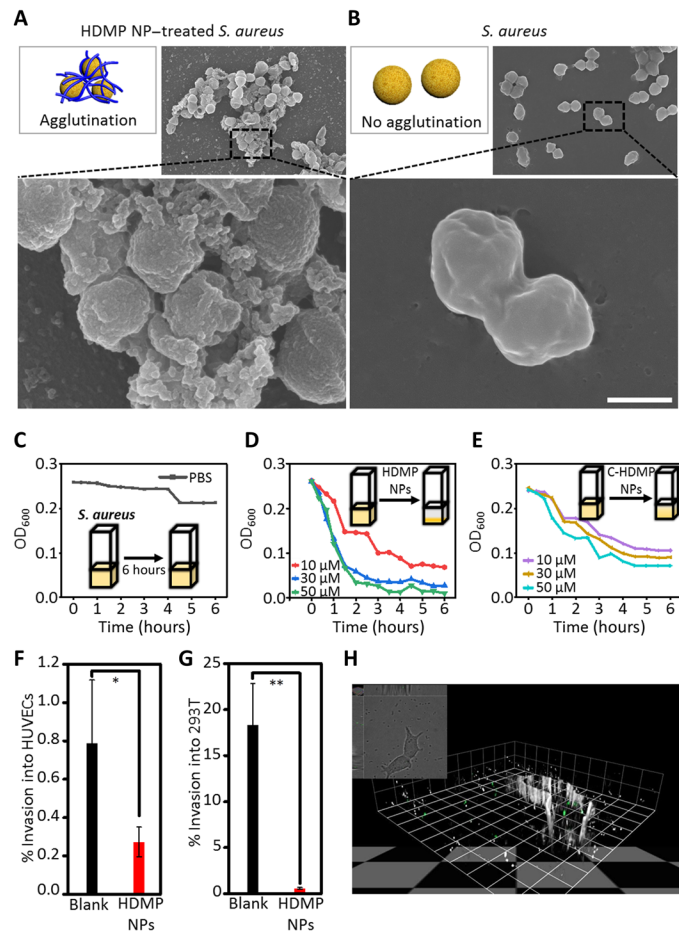 A
HDMP NP–treated S. aureus
Agglutination
B
S. aureus
No agglutination
C
0.3
0.2
0.1
0.0
OD600
PBS
S. aureus
6 hours
0 1 2 3 4 5 6
Time (hours)
D
0.3
0.2
0.1
0.0
OD600
HDMP
NPs
10 μM
30 μM
50 μM
0 1 2 3 4 5 6
Time (hours)
E
0.3
0.2
0.1
0.0
OD600
C-HDMP
NPs
10 μM
30 μM
50 μM
0 1 2 3 4 5 6
Time (hours)
F
1.2
1.0
0.8
0.6
0.4
0.2
0.0
% Invasion into HUVECs
*
Blank HDMP
NPs
G
25
20
15
10
5
0
% Invasion into 293T
**
Blank HDMP
NPs
H